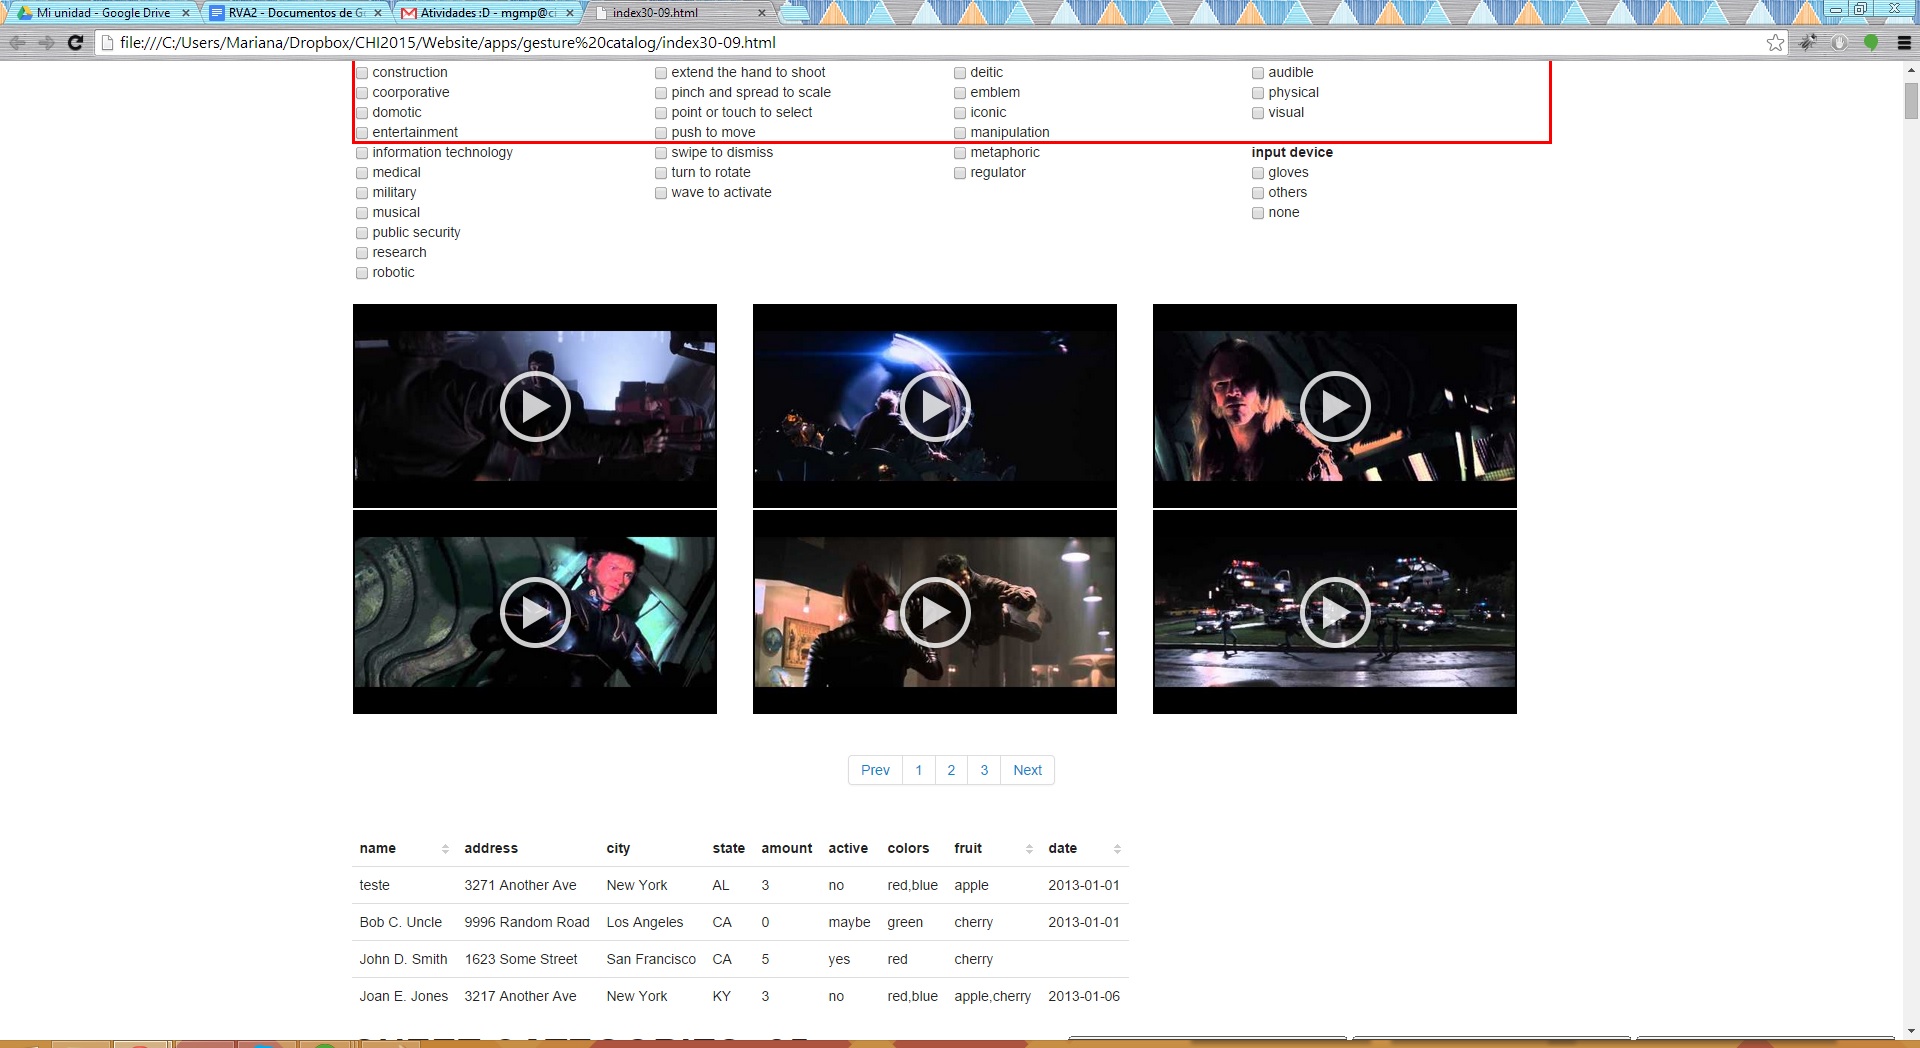 Mi unidad - Google Drive
RVA2 - Documentos de G
Atividades :D - mgmp@ci
index30-09.html
file:///C:/Users/Mariana/Dropbox/CHI2015/Website/apps/gesture%20catalog/index30-09.html
construction extend the hand to shoot deitic audible
coorporative pinch and spread to scale emblem physical
domotic point or touch to select iconic visual
entertainment push to move manipulation
information technology swipe to dismiss metaphoric input device
medical turn to rotate regulator gloves
military wave to activate others
musical none
public security
research
robotic
Prev 1 2 3 Next
name address city state amount active colors fruit date
teste 3271 Another Ave New York AL 3 no red,blue apple 2013-01-01
Bob C. Uncle 9996 Random Road Los Angeles CA 0 maybe green cherry 2013-01-01
John D. Smith 1623 Some Street San Francisco CA 5 yes red cherry
Joan E. Jones 3217 Another Ave New York KY 3 no red,blue apple,cherry 2013-01-06